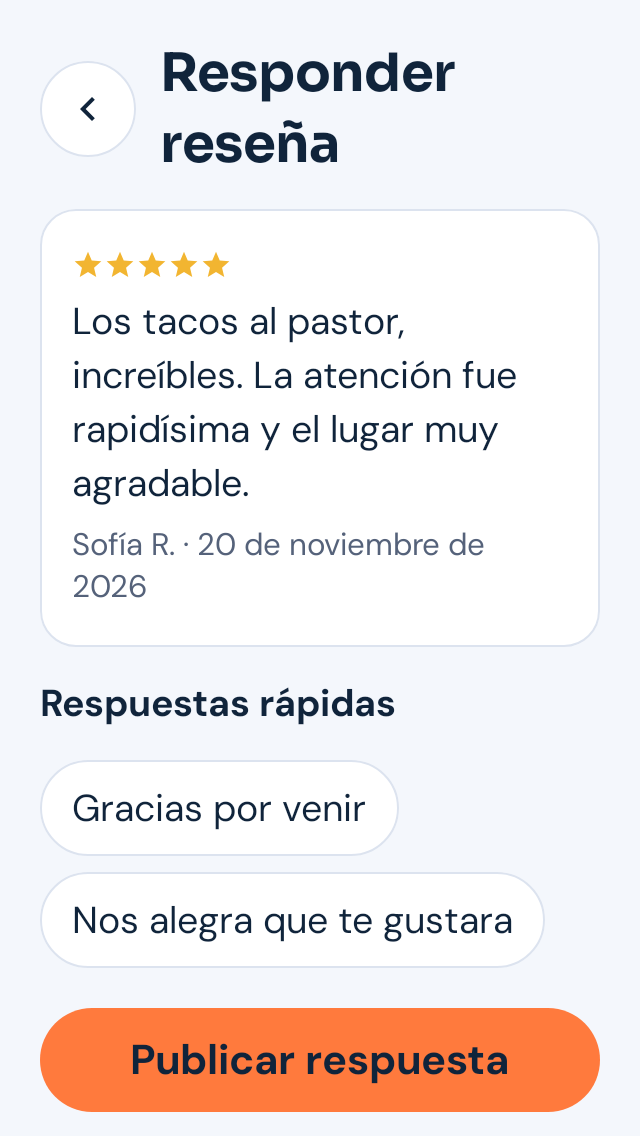 Responder
reseña
Los tacos al pastor,
increíbles. La atención fue
rapidísima y el lugar muy
agradable.
Sofía R. · 20 de noviembre de
2026
Respuestas rápidas
Gracias por venir
Nos alegra que te gustara
Publicar respuesta